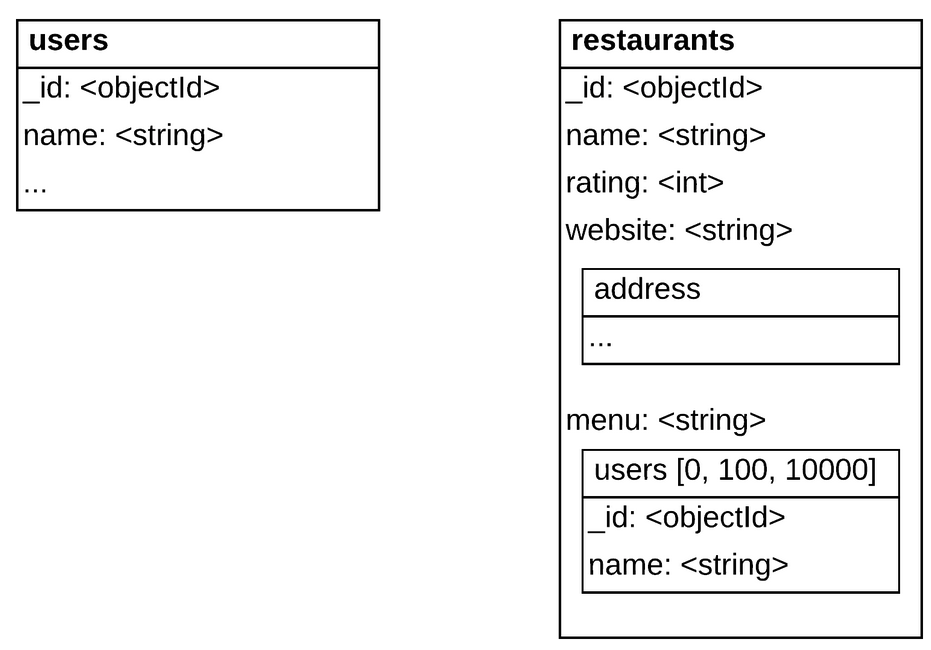 users
_id: <objectId>
name: <string>
...
restaurants
_id: <objectId>
name: <string>
rating: <int>
website: <string>
address
...
menu: <string>
users [0, 100, 10000]
_id: <objectId>
name: <string>